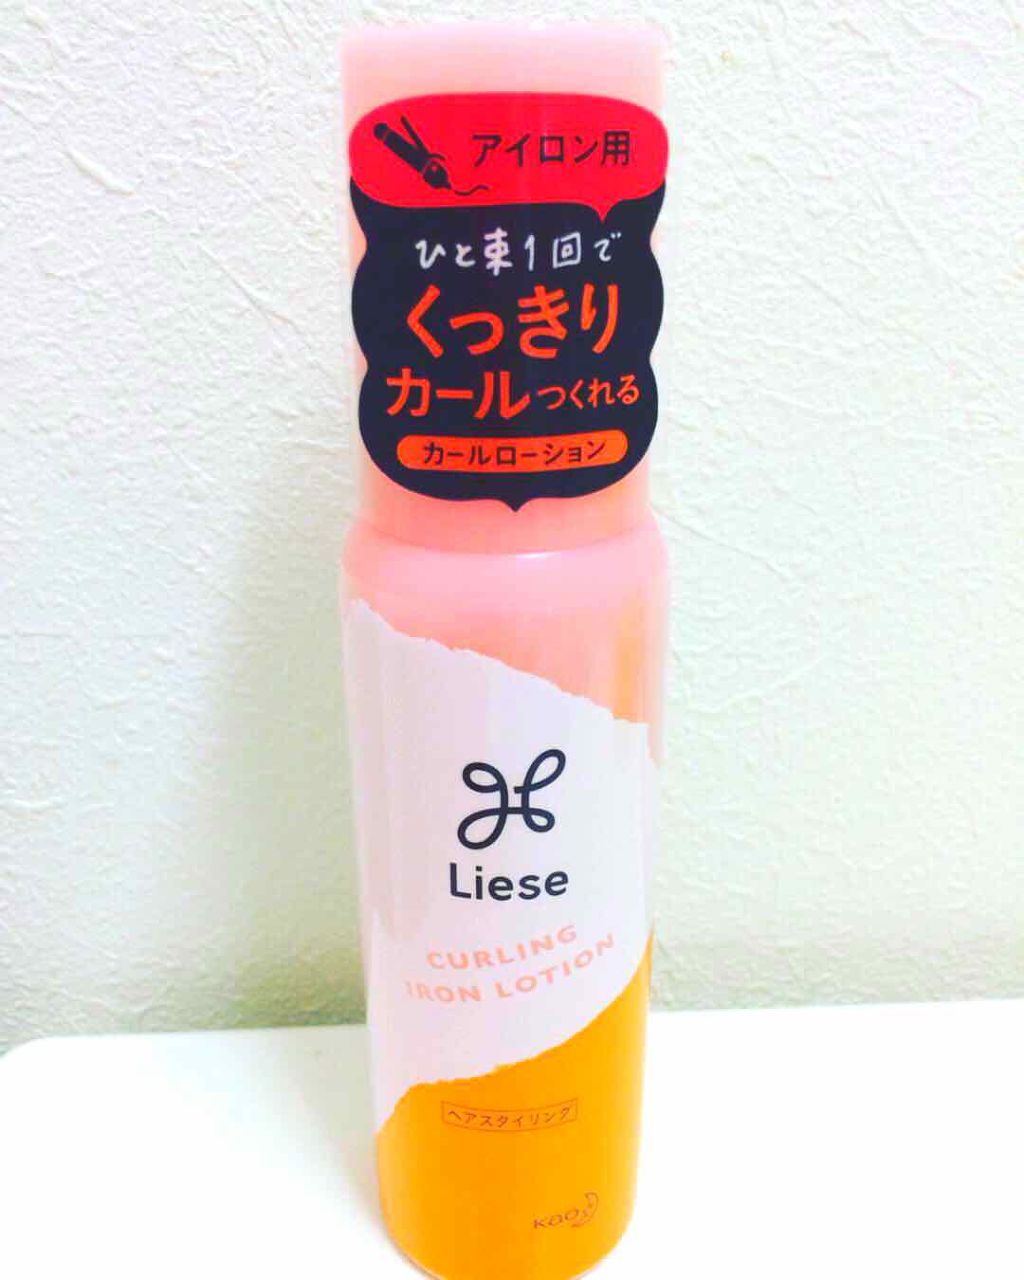 アイロン用
ひと束1回で
くっきり
カールつくれる
カールローション
Liese
CURLING
IRON LOTION
ヘアスタイリング
Kao